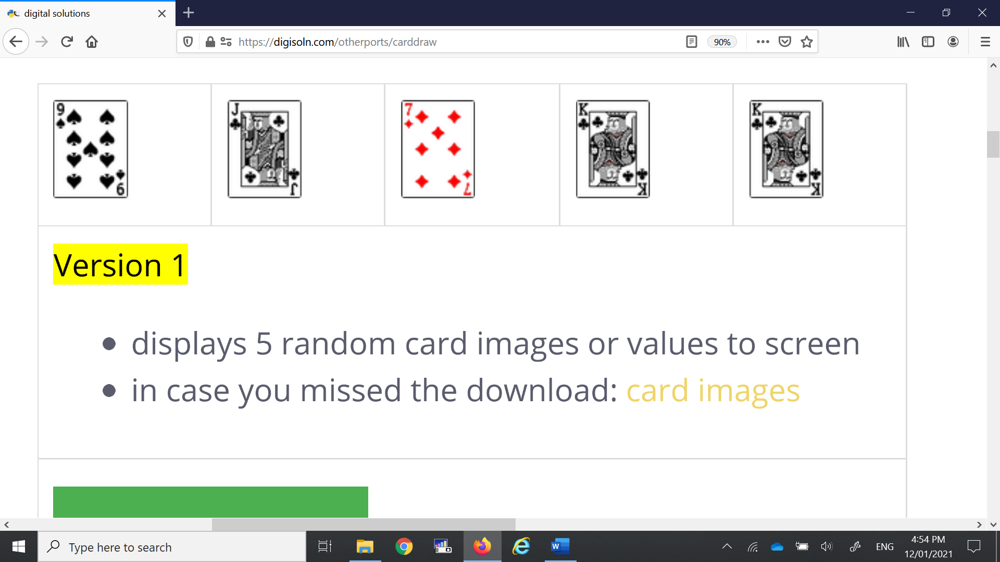 digital solutions
https://digisoln.com/otherports/carddraw
90%
9 J 7 K K
9 J 7 K K
Version 1
displays 5 random card images or values to screen
in case you missed the download: card images
Type here to search
W
ENG
4:54 PM
12/01/2021